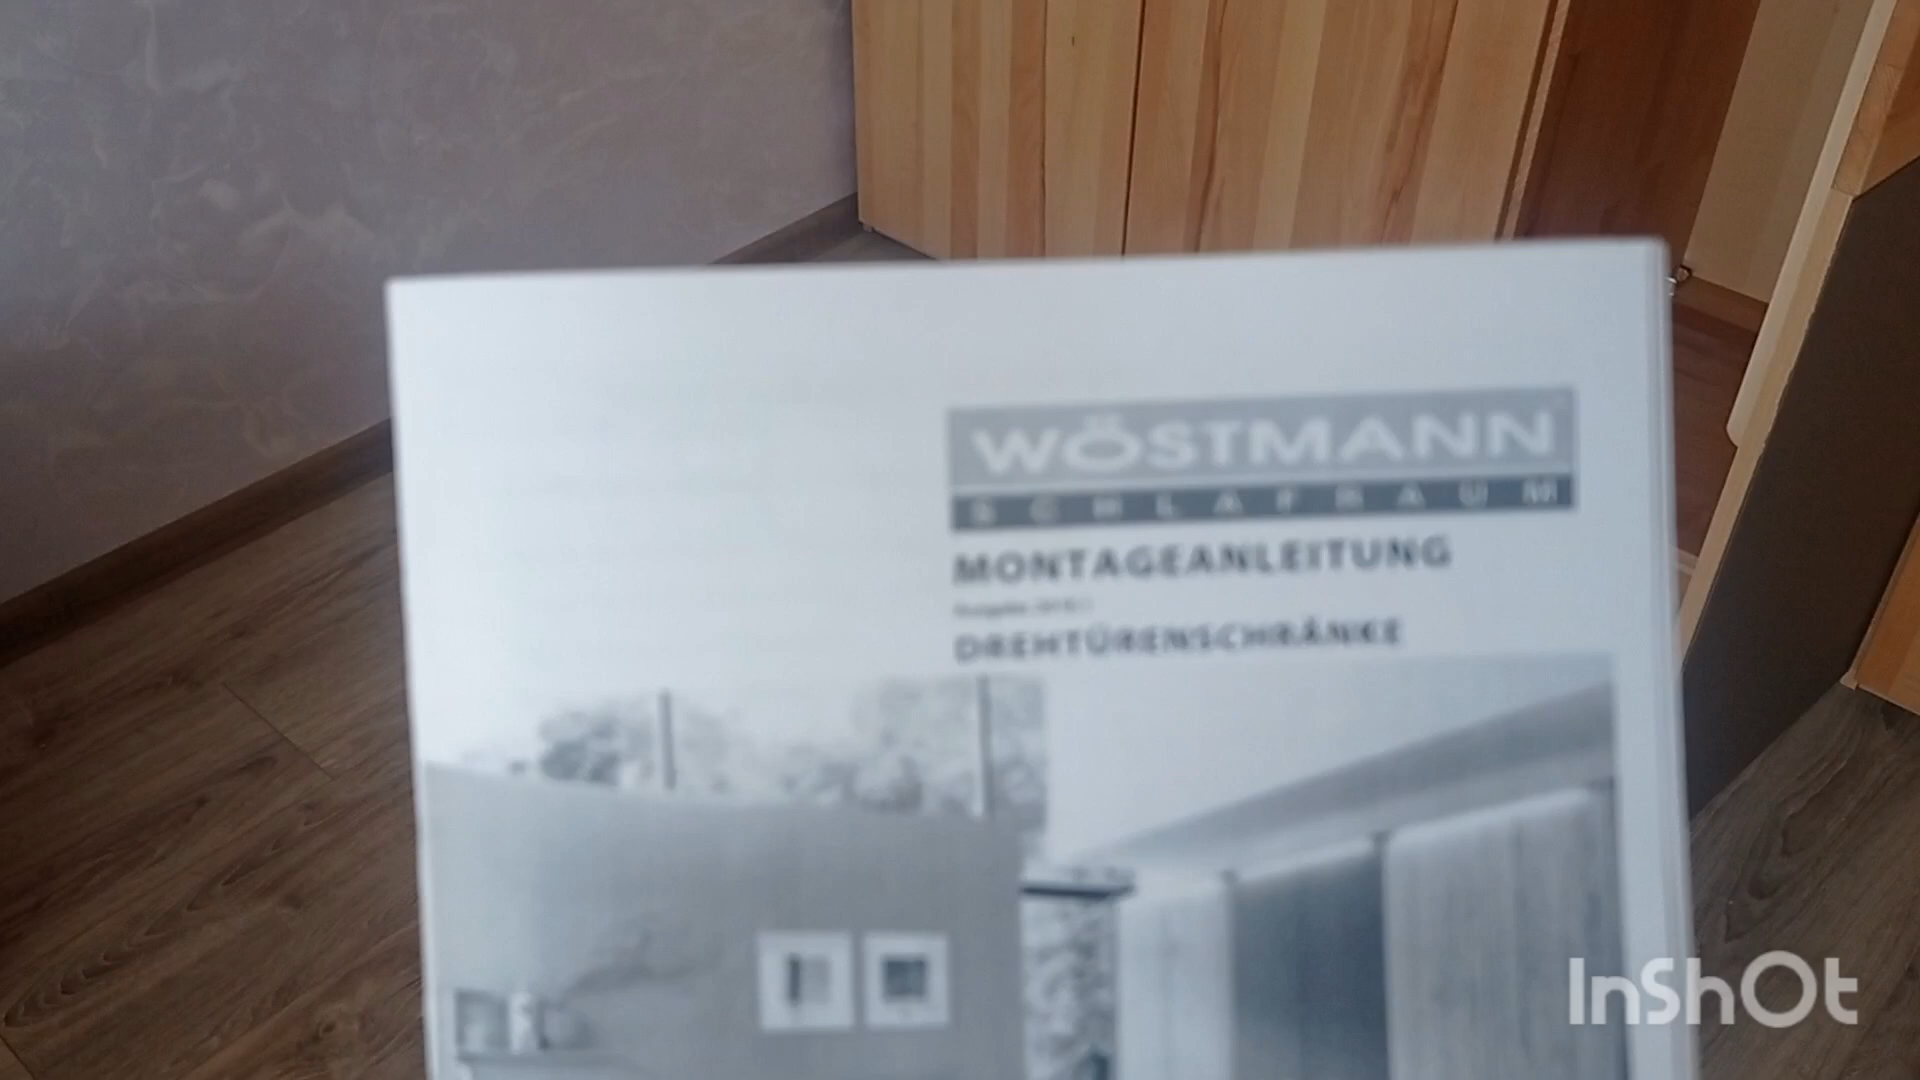 WÖSTMANN
SCHLAFRAUM
MONTAGEANLEITUNG
DREHTÜRENSCHRÄNKE
InShOt